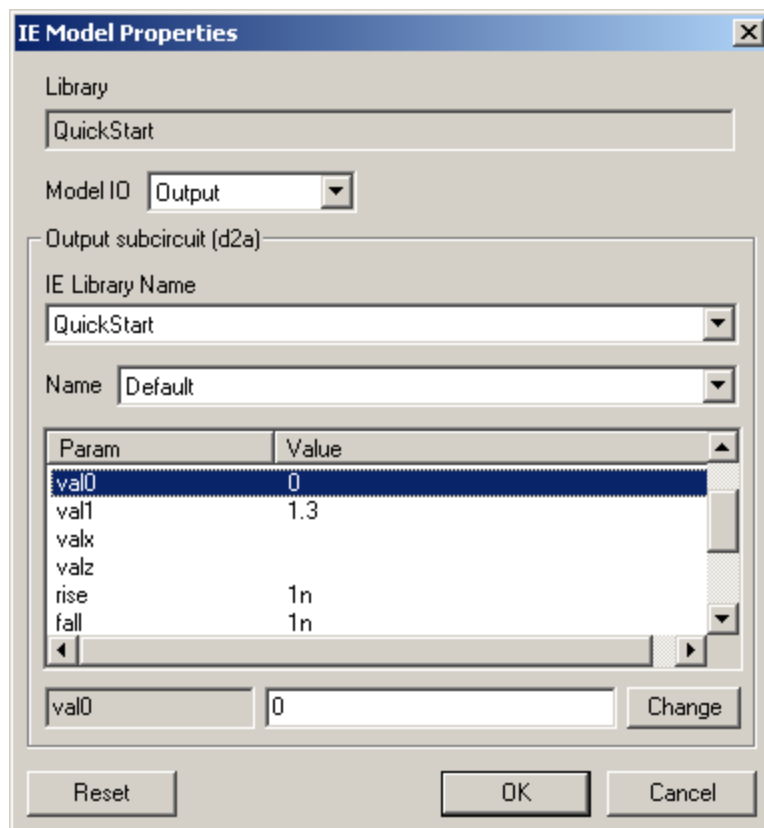 IE Model Properties
Library
QuickStart
Model IO Output
Output subcircuit (d2a)
IE Library Name
QuickStart
Name Default
Param Value
val0 0
val1 1.3
valx
valz
rise 1n
fall 1n
val0 0 Change
Reset OK Cancel